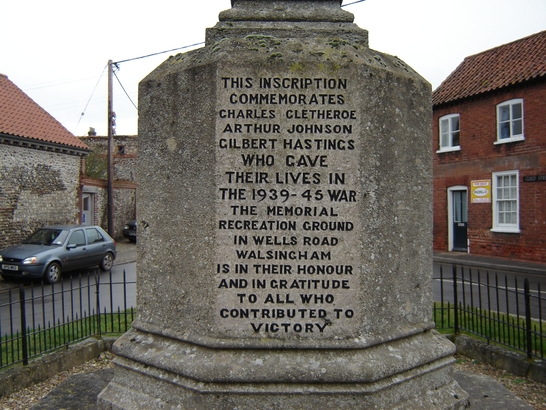 THIS INSCRIPTION
COMMEMORATES
CHARLES CLETHEROE
ARTHUR JOHNSON
GILBERT HASTINGS
WHO GAVE
THEIR LIVES IN
THE 1939-45 WAR
THE MEMORIAL
RECREATION GROUND
IN WELLS ROAD
WALSINGHAM
IS IN THEIR HONOUR
AND IN GRATITUDE
TO ALL WHO
CONTRIBUTED TO
VICTORY